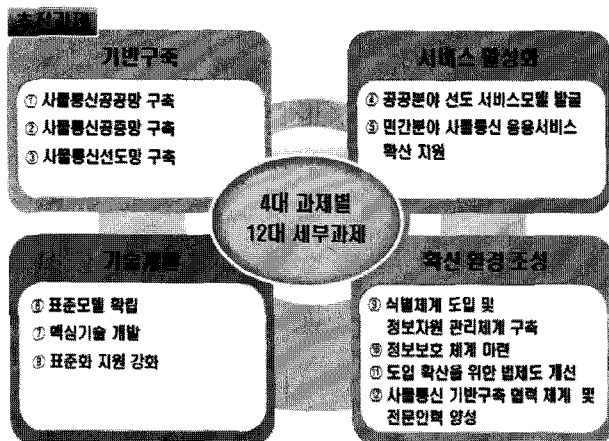 추진과제
기반구축
① 사물통신공공망 구축
② 사물통신공중망 구축
③ 사물통신선도망 구축
서비스 활성화
④ 공공분야 선도 서비스모델 발굴
⑤ 민간분야 사물통신 응용서비스
확산 지원
4대 과제별
12대 세부과제
기술개발
⑥ 표준모델 확립
⑦ 핵심기술 개발
⑧ 표준화 지원 강화
확산 환경 조성
⑨ 식별체계 도입 및
정보자원 관리체계 구축
⑩ 정보보호 체계 마련
⑪ 도입 확산을 위한 법제도 개선
⑫ 사물통신 기반구축 협력 체계 및
전문인력 양성